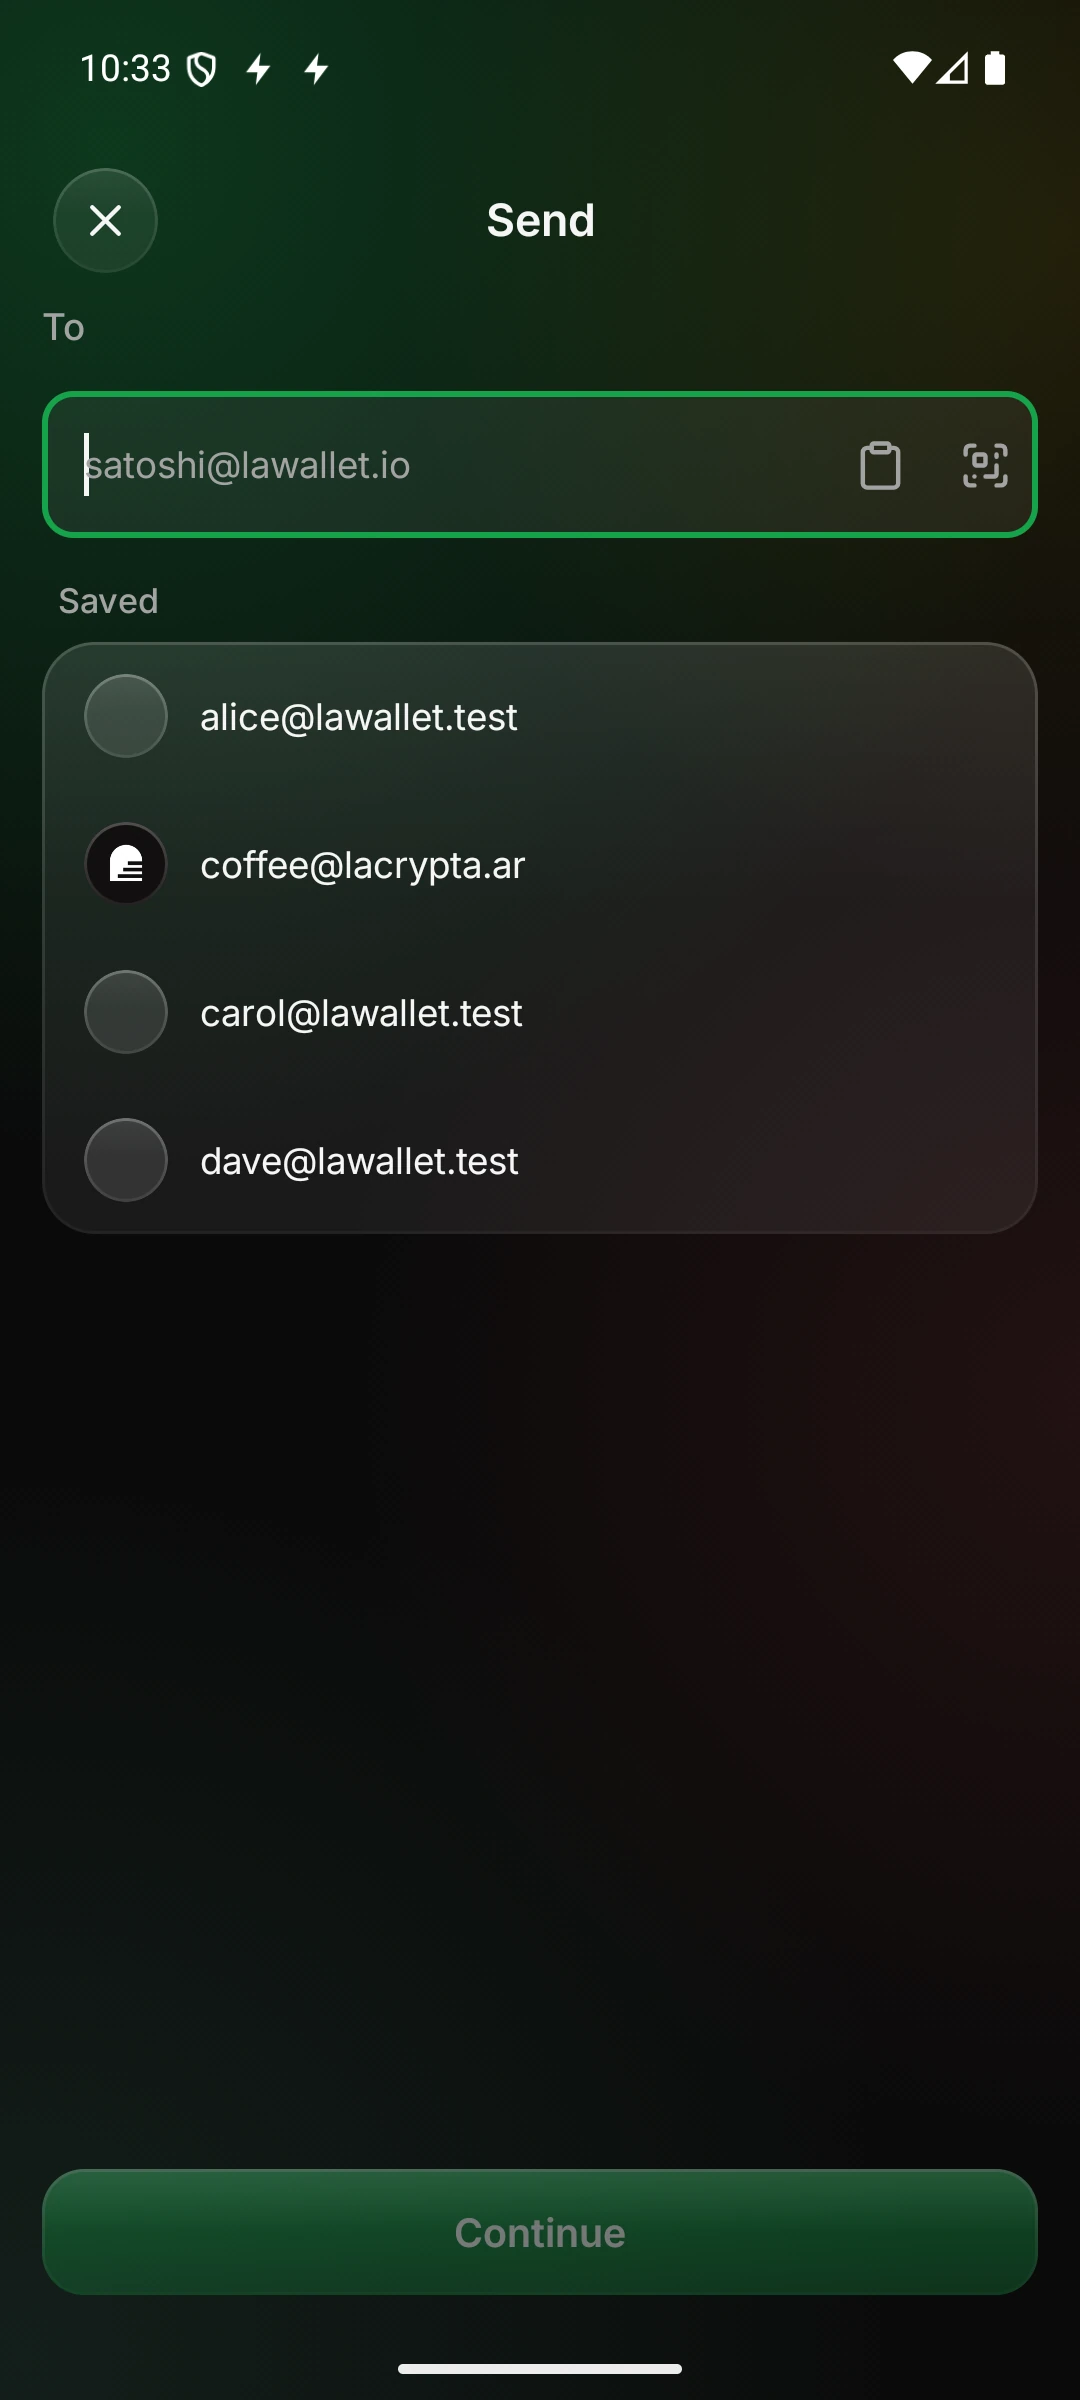 10:33
Send
To
satoshi@lawallet.io
Saved
alice@lawallet.test
coffee@lacrypta.ar
carol@lawallet.test
dave@lawallet.test
Continue